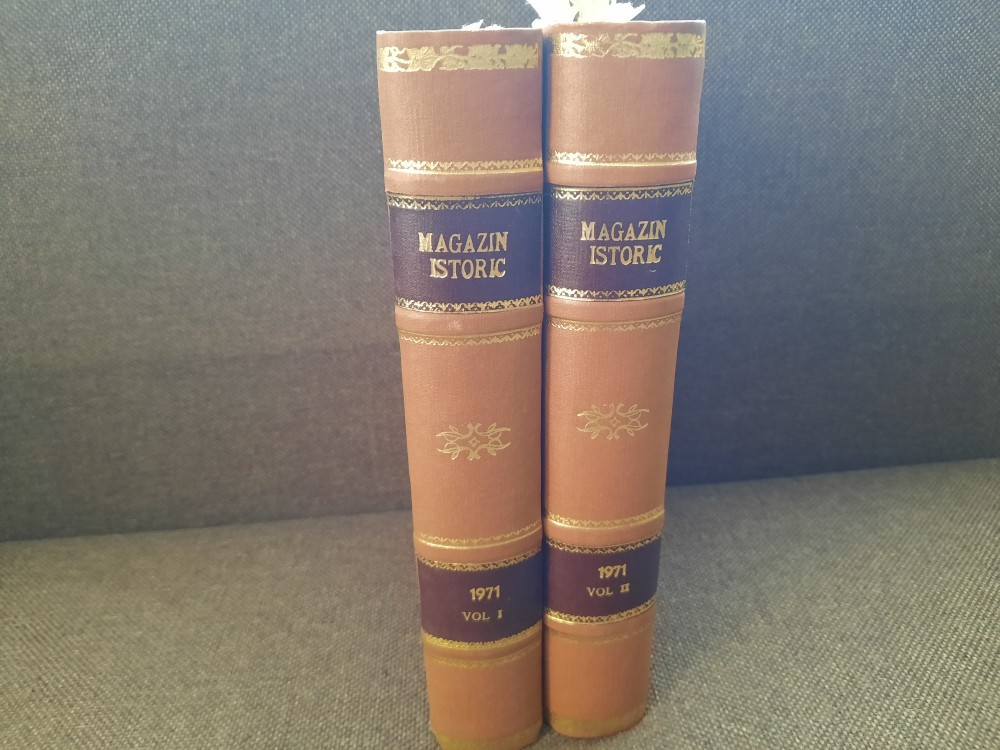 MAGAZIN
ISTORIC
1971
VOL I
MAGAZIN
ISTORIC
1971
VOL II